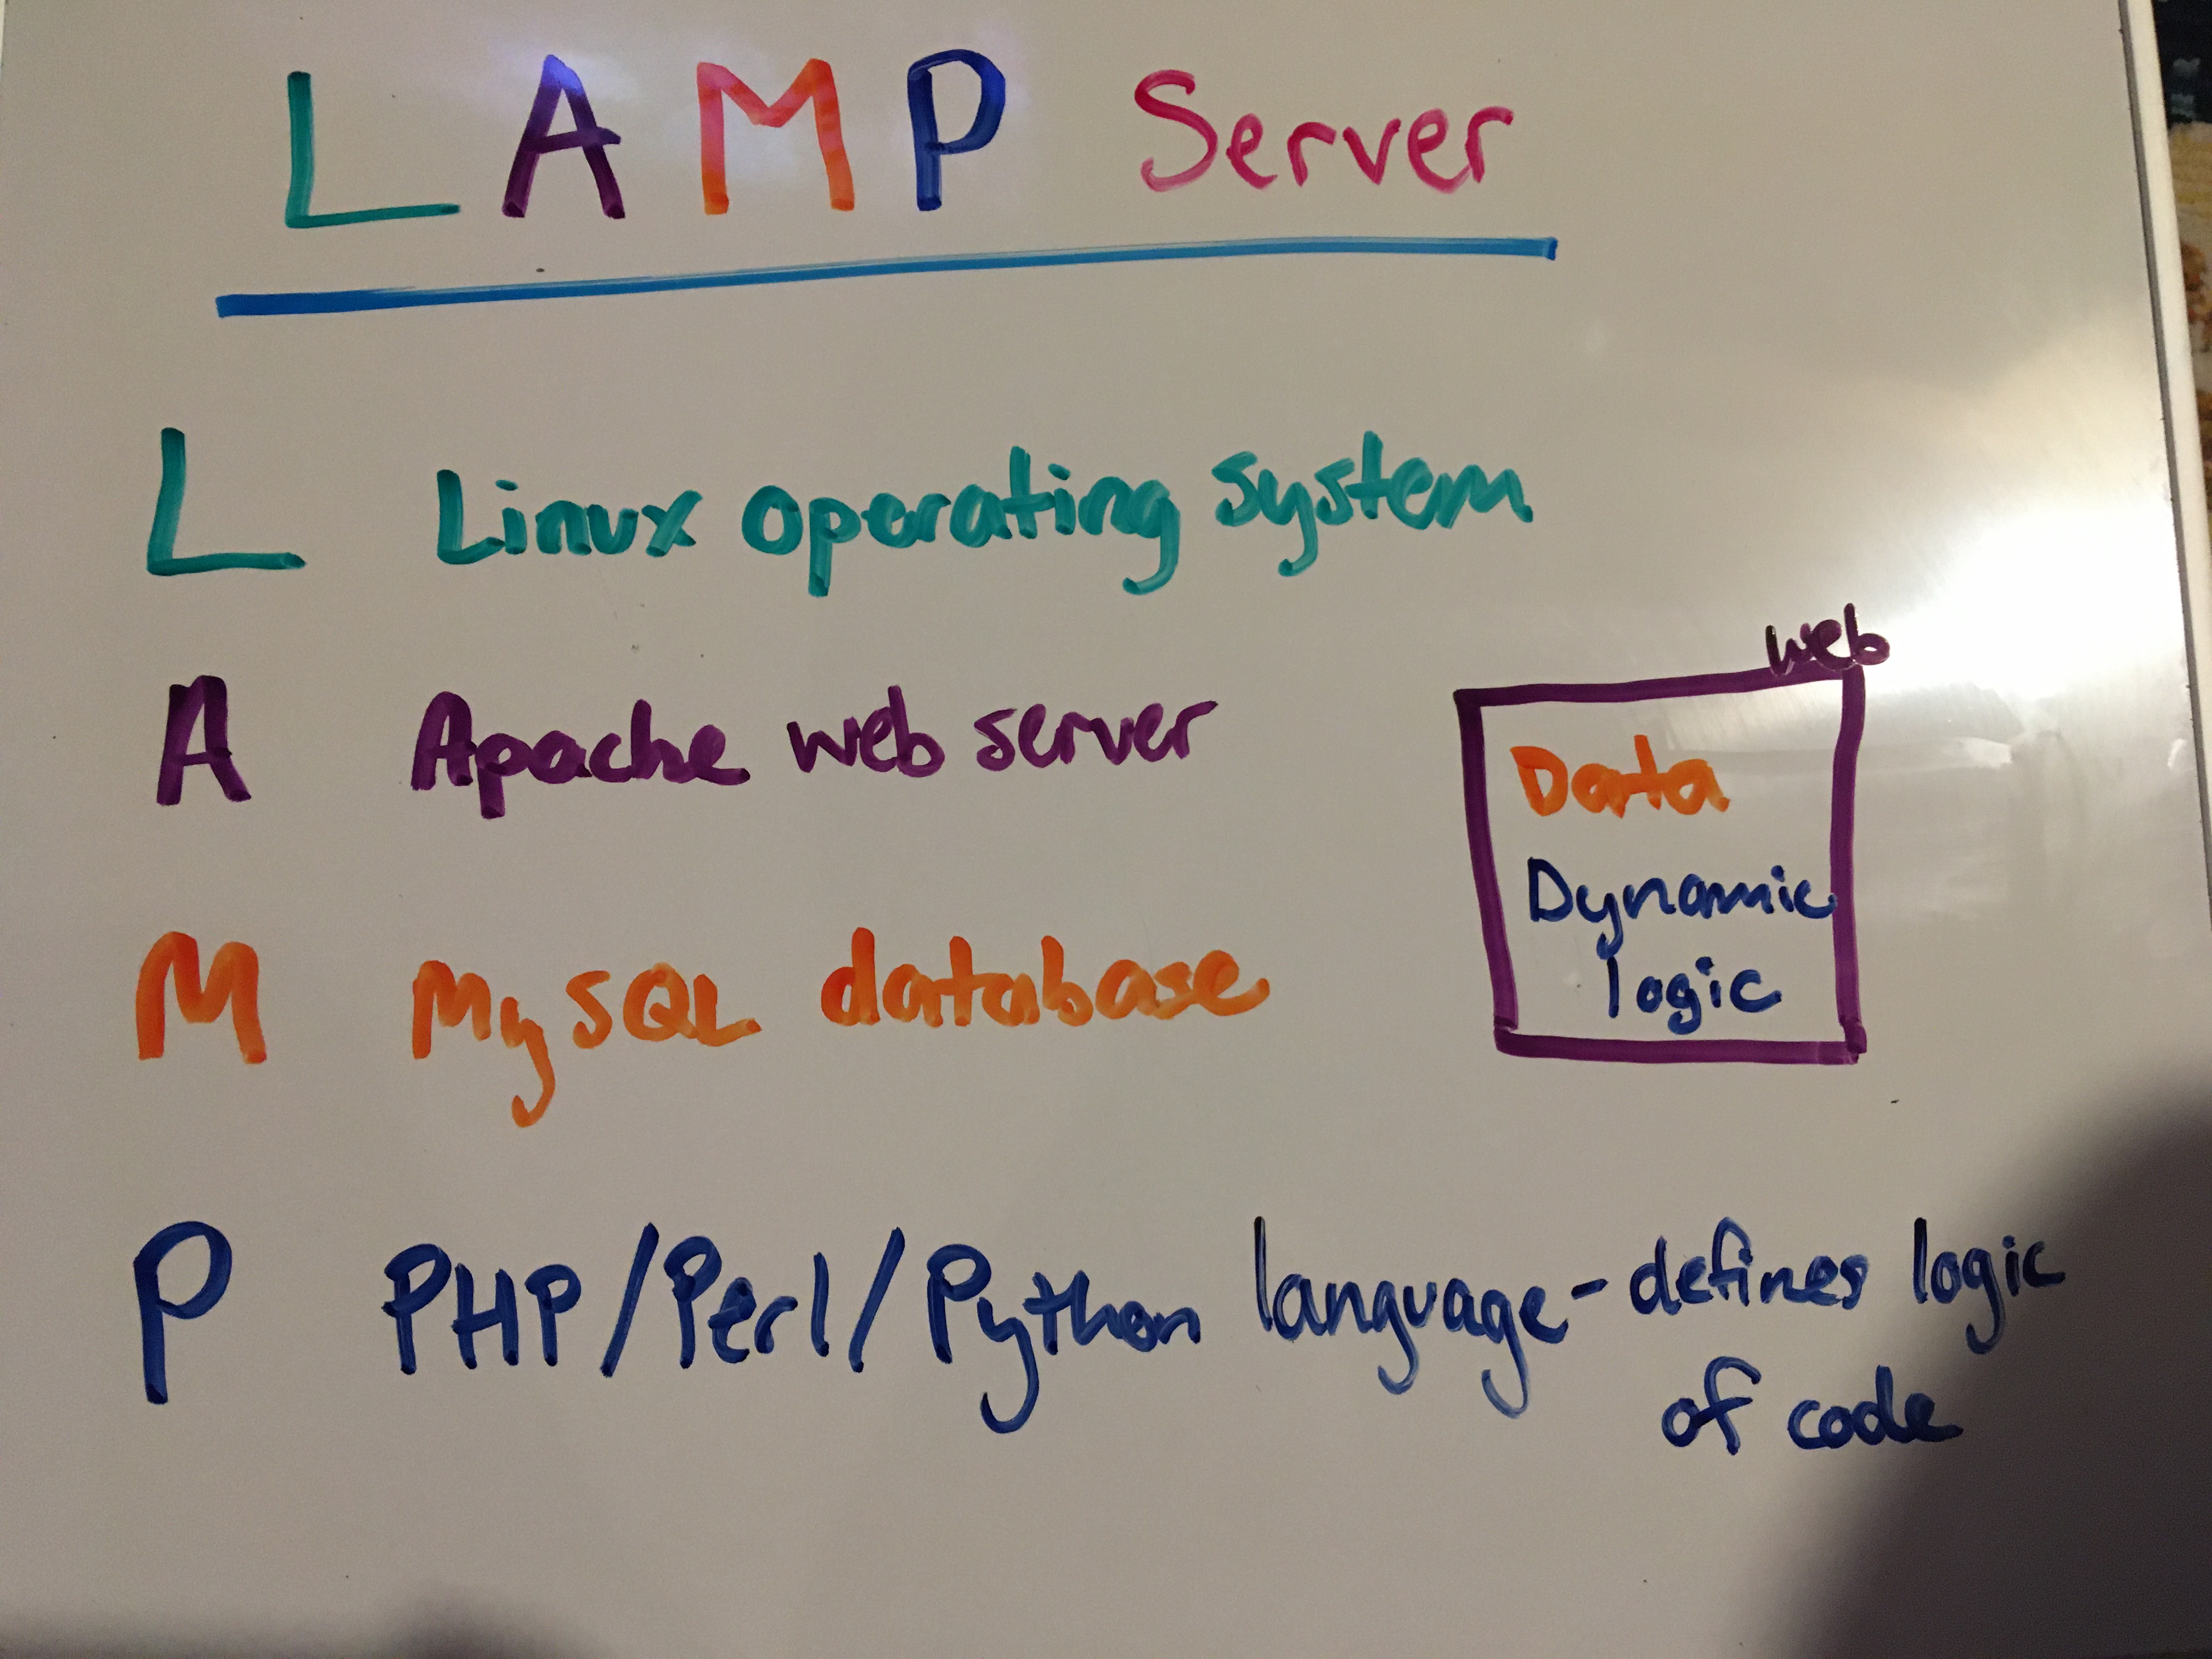 LAMP Server
L Linux operating system
A Apache web server
M MySQL database
P PHP/Perl/Python language - defines logic
of code
web
Data
Dynamic
logic